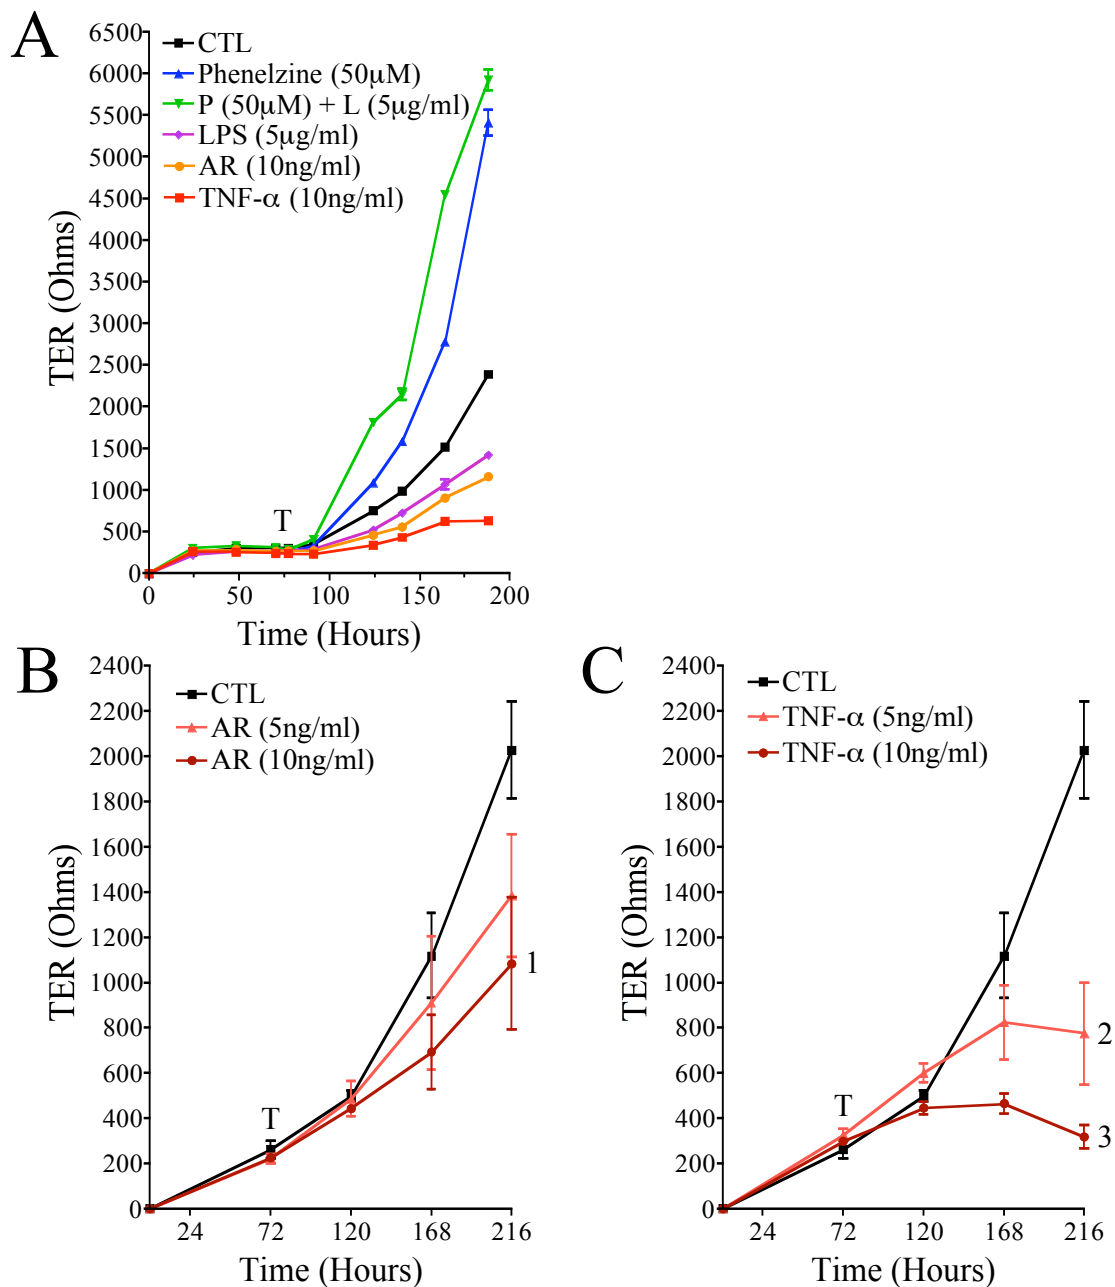 A
CTL
Phenelzine (50μM)
P (50μM) + L (5μg/ml)
LPS (5μg/ml)
AR (10ng/ml)
TNF-α (10ng/ml)
TER (Ohms)
6500
6000
5500
5000
4500
4000
3500
3000
2500
2000
1500
1000
500
0
T
0 50 100 150 200
Time (Hours)
B
CTL
AR (5ng/ml)
AR (10ng/ml)
TER (Ohms)
2400
2200
2000
1800
1600
1400
1200
1000
800
600
400
200
0
T
1
24 72 120 168 216
Time (Hours)
C
CTL
TNF-α (5ng/ml)
TNF-α (10ng/ml)
TER (Ohms)
2400
2200
2000
1800
1600
1400
1200
1000
800
600
400
200
0
T
2
3
24 72 120 168 216
Time (Hours)